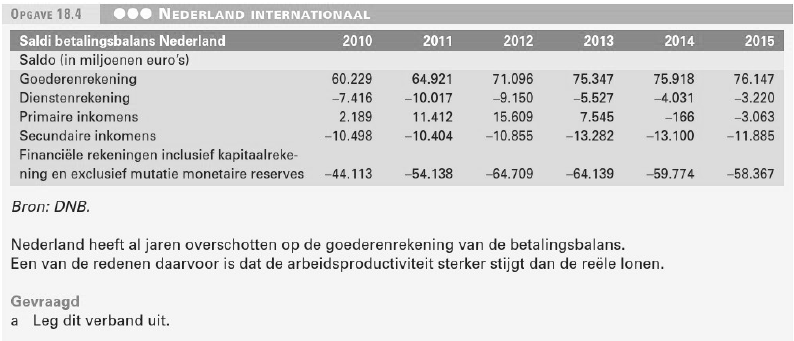 OPGAVE 18.4 ●●● NEDERLAND INTERNATIONAAL
Saldi betalingsbalans Nederland 2010 2011 2012 2013 2014 2015
Saldo (in miljoenen euro's)
Goederenrekening 60.229 64.921 71.096 75.347 75.918 76.147
Dienstenrekening –7.416 –10.017 –9.150 –5.527 –4.031 –3.220
Primaire inkomens 2.189 11.412 15.609 7.545 –166 –3.063
Secundaire inkomens –10.498 –10.404 –10.855 –13.282 –13.100 –11.885
Financiële rekeningen inclusief kapitaalreke-
ning en exclusief mutatie monetaire reserves –44.113 –54.138 –64.709 –64.139 –59.774 –58.367
Bron: DNB.
Nederland heeft al jaren overschotten op de goederenrekening van de betalingsbalans.
Een van de redenen daarvoor is dat de arbeidsproductiviteit sterker stijgt dan de reële lonen.
Gevraagd
a Leg dit verband uit.